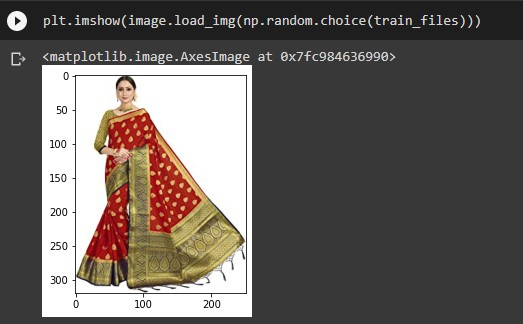 plt.imshow(image.load_img(np.random.choice(train_files)))
<matplotlib.image.AxesImage at 0x7fc984636990>
0
50
100
150
200
250
300
0 100 200